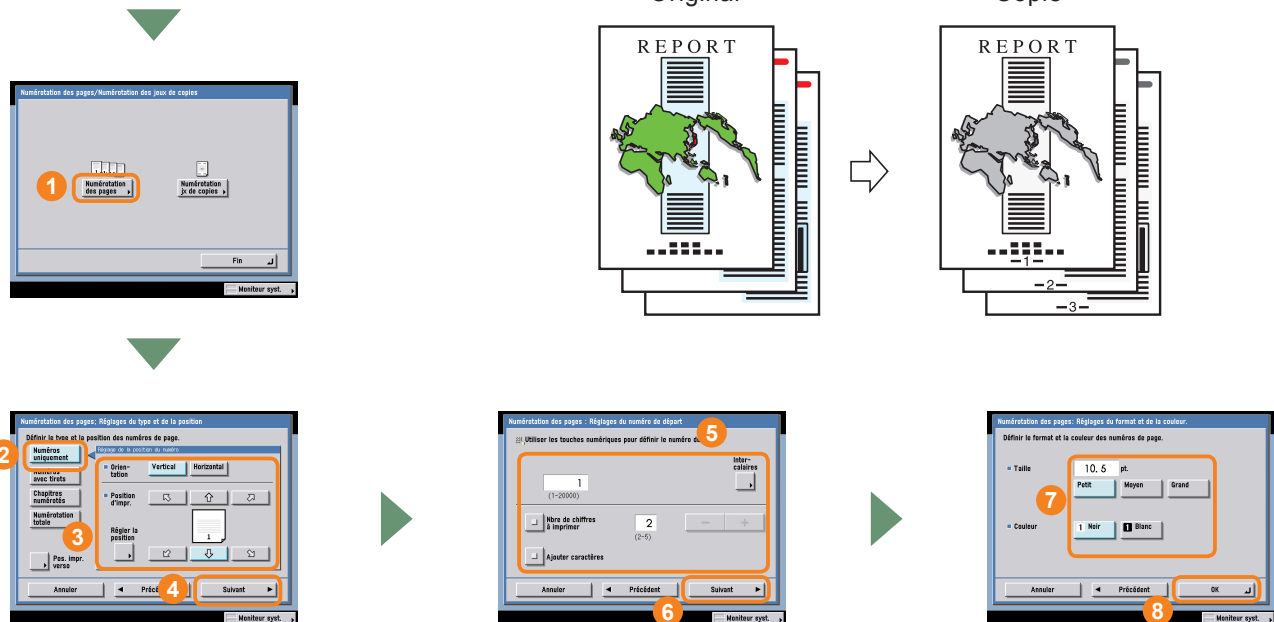 Original
Copie
REPORT
-1-
-2-
-3-
REPORT
Numérotation des pages/Numérotation des jeux de copies
1
Numérotation
des pages
Numérotation
jx de copies
Fin
Moniteur syst.
Numérotation des pages; Réglages du type et de la position
Définir le type et la position des numéros de page.
2
Numéros
uniquement
Réglage de la position du numéro
Numéros
avec tirets
Chapitres
numérotés
Numérotation
totale
3
Pos. impr.
verso
Orien-
tation
Vertical
Horizontal
Position
d'impr.
Régler la
position
1
Annuler
Précé
4
Suivant
Moniteur syst.
Numérotation des pages : Réglages du numéro de départ
Utiliser les touches numériques pour définir le numéro de
5
Inter-
calaires
1
(1-20000)
Nbre de chiffres
à imprimer
2
(2-5)
- +
Ajouter caractères
Annuler
Précédent
Suivant
6
Moniteur syst.
Numérotation des pages: Réglages du format et de la couleur.
Définir le format et la couleur des numéros de page.
Taille
10.5 pt.
Petit
Moyen
Grand
7
Couleur
1 Noir
1 Blanc
Annuler
Précédent
OK
8
Moniteur syst.